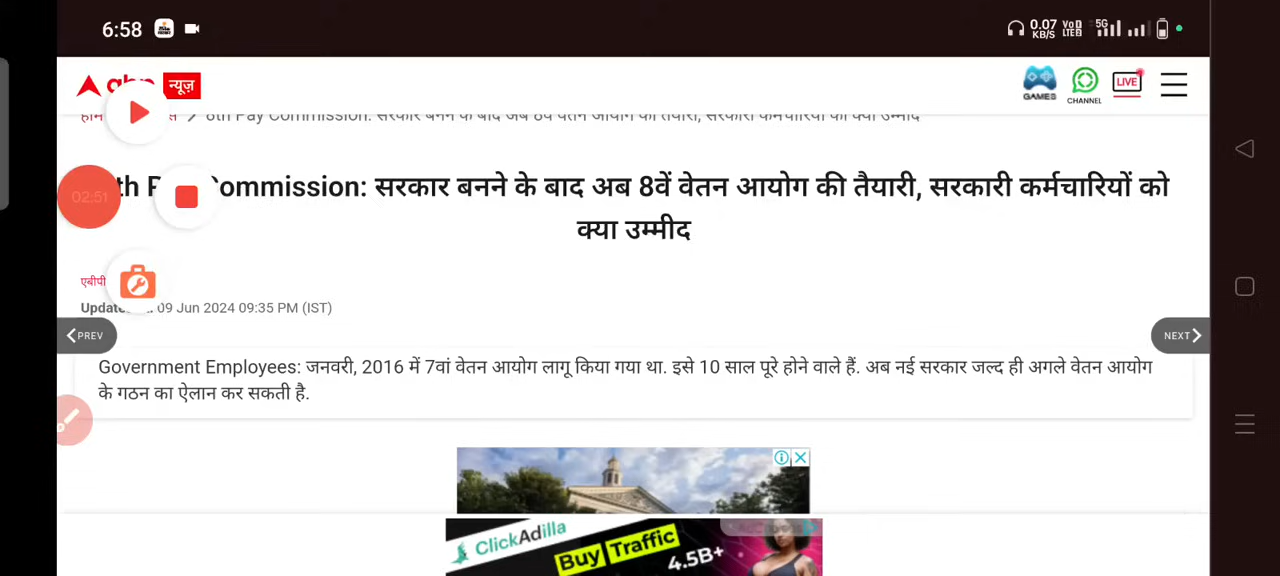 6:58
0.07 KB/S VoD LTED 5G
न्यूज़
GAMES
CHANNEL
LIVE
8th Pay Commission: सरकार बनने के बाद अब 8वें वेतन आयोग की तैयारी, सरकारी कर्मचारियों को क्या उम्मीद
02:51
ommission: सरकार बनने के बाद अब 8वें वेतन आयोग की तैयारी, सरकारी कर्मचारियों को
क्या उम्मीद
एबीपी
09 Jun 2024 09:35 PM (IST)
PREV
NEXT
Government Employees: जनवरी, 2016 में 7वां वेतन आयोग लागू किया गया था. इसे 10 साल पूरे होने वाले हैं. अब नई सरकार जल्द ही अगले वेतन आयोग
के गठन का ऐलान कर सकती है.
ClickAdilla
Buy Traffic
4.5B+